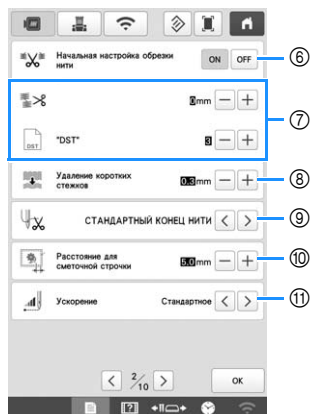 Начальная настройка обрезки
нити
ON OFF
⑥
0mm − +
⑦
DST
"DST"
3 − +
Удаление коротких
стежков
0.3mm − +
⑧
СТАНДАРТНЫЙ КОНЕЦ НИТИ < >
⑨
Расстояние для
сметочной строчки
5.0mm − +
⑩
Ускорение
Стандартное < >
⑪
< 2/10 >
OK